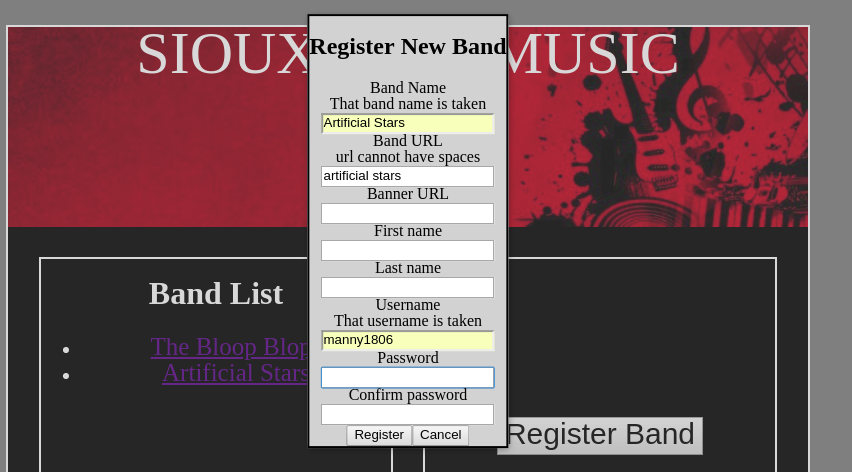 SIOUX MUSIC
Register New Band
Band Name
That band name is taken
Artificial Stars
Band URL
url cannot have spaces
artificial stars
Banner URL
First name
Last name
Username
That username is taken
manny1806
Password
Confirm password
Register Cancel
Band List
The Bloop Blop
Artificial Stars
Register Band